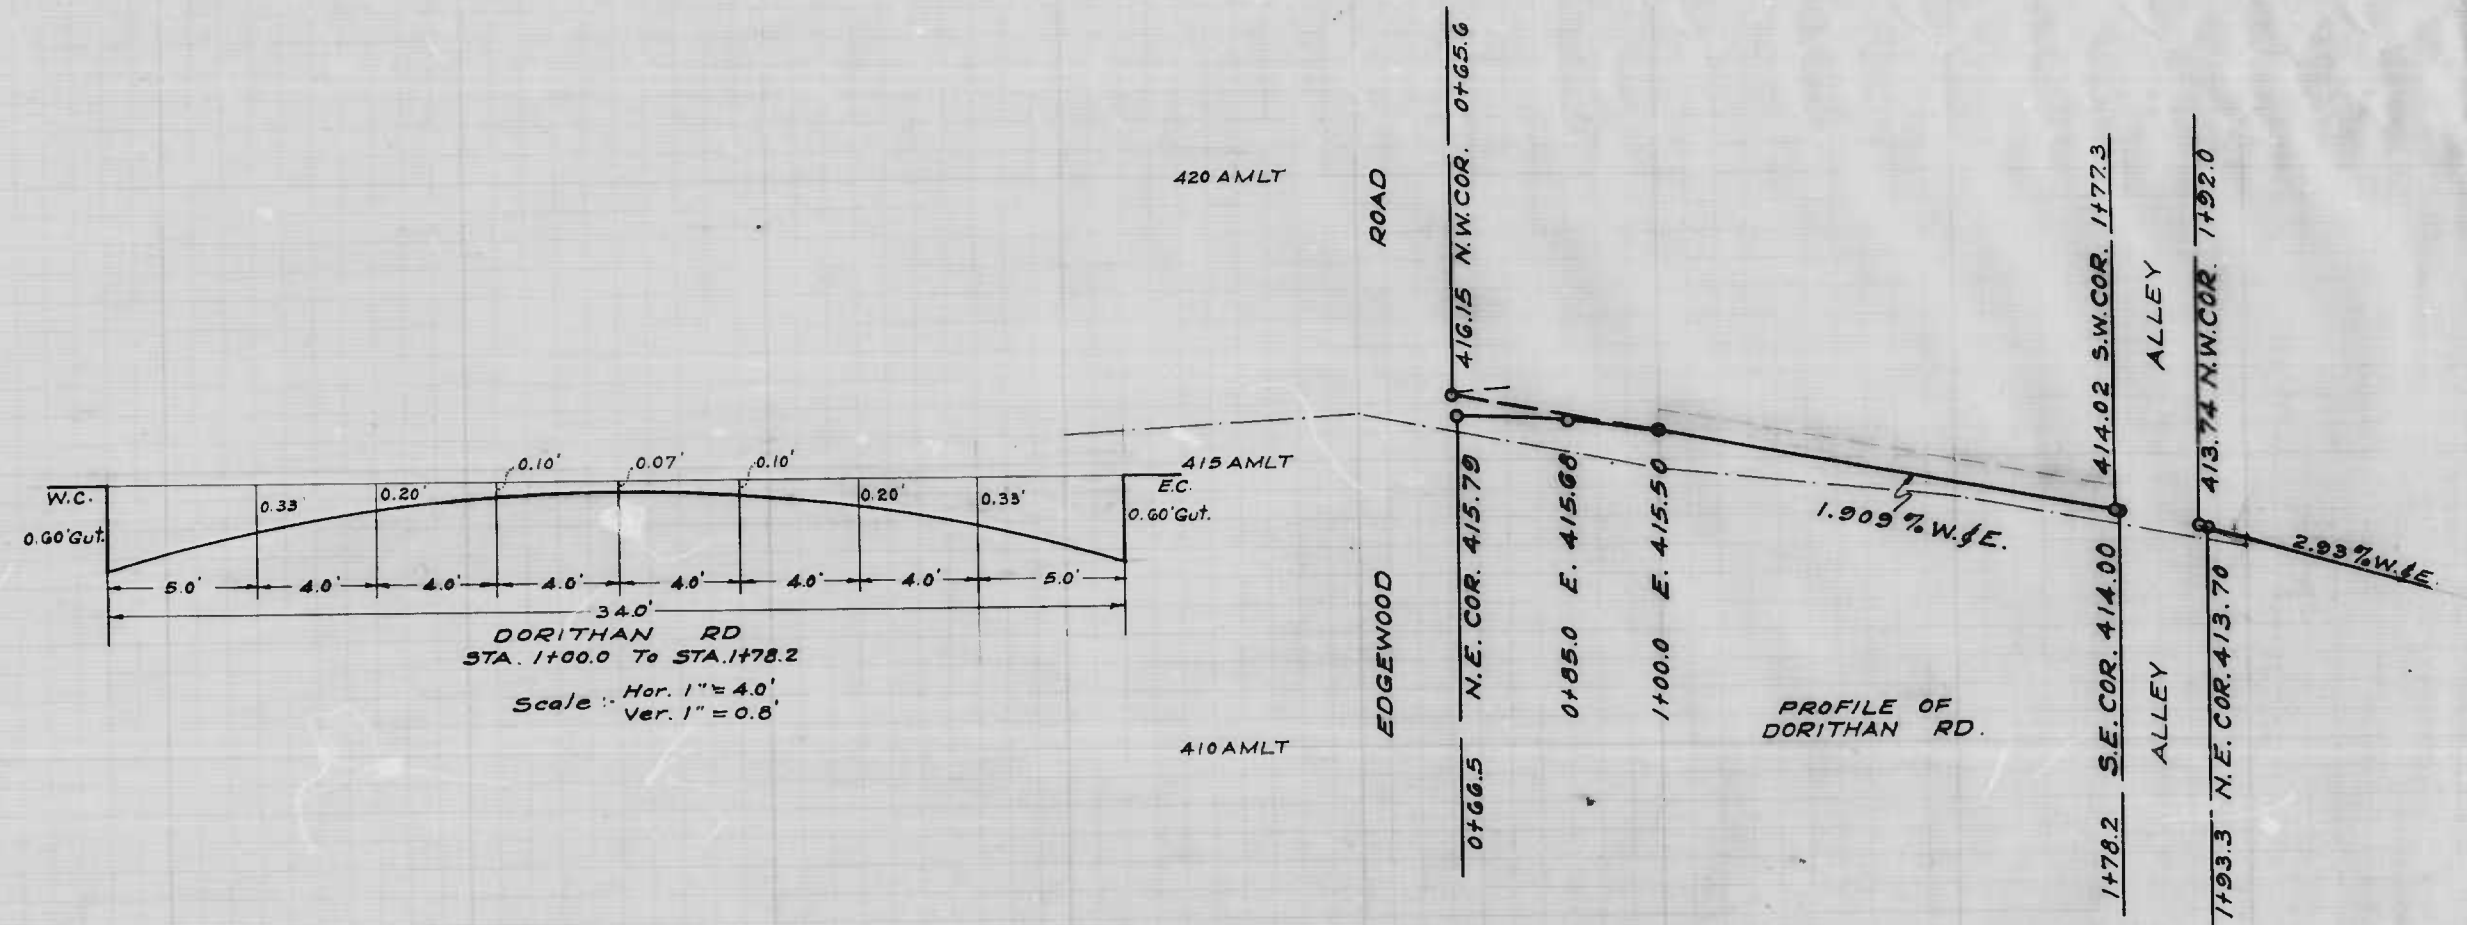 W.C.
0.60'Gut.
0.33'
0.20'
0.10'
0.07'
0.10'
0.20'
0.33'
E.C.
0.60'Gut.
5.0'
4.0'
4.0'
4.0'
4.0'
4.0'
4.0'
5.0'
34.0'
DORITHAN RD
STA. 1+00.0 To STA.1+78.2
Scale :- Hor. 1" = 4.0'
Ver. 1" = 0.8'
420 AMLT
415 AMLT
410 AMLT
EDGEWOOD ROAD
416.15 N.W.COR. 0+65.6
0+66.5 N.E. COR. 415.79
0+85.0 E. 415.68
1+00.0 E. 415.50
1.909 % W.&E.
PROFILE OF
DORITHAN RD.
414.02 S.W.COR. 1+77.3
1+78.2 S.E.COR. 414.00
ALLEY
ALLEY
413.74 N.W.COR. 1+92.0
1+93.3 N.E.COR. 413.70
2.93 % W.&E.